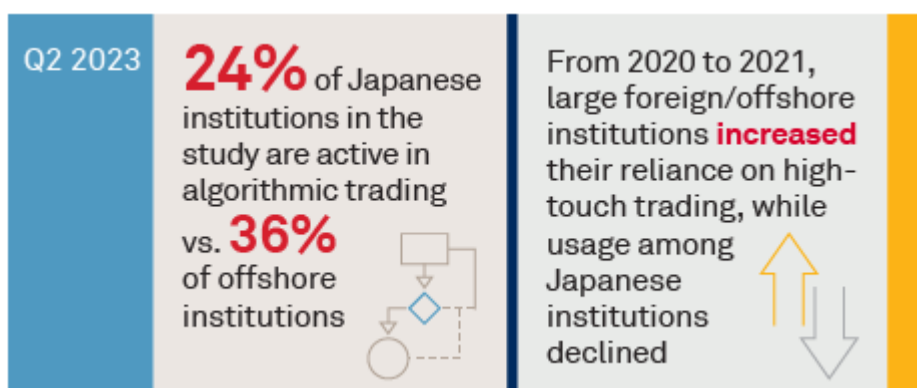 Q2 2023
24% of Japanese
institutions in the
study are active in
algorithmic trading
vs. 36%
of offshore
institutions
From 2020 to 2021,
large foreign/offshore
institutions increased
their reliance on high-
touch trading, while
usage among
Japanese
institutions
declined